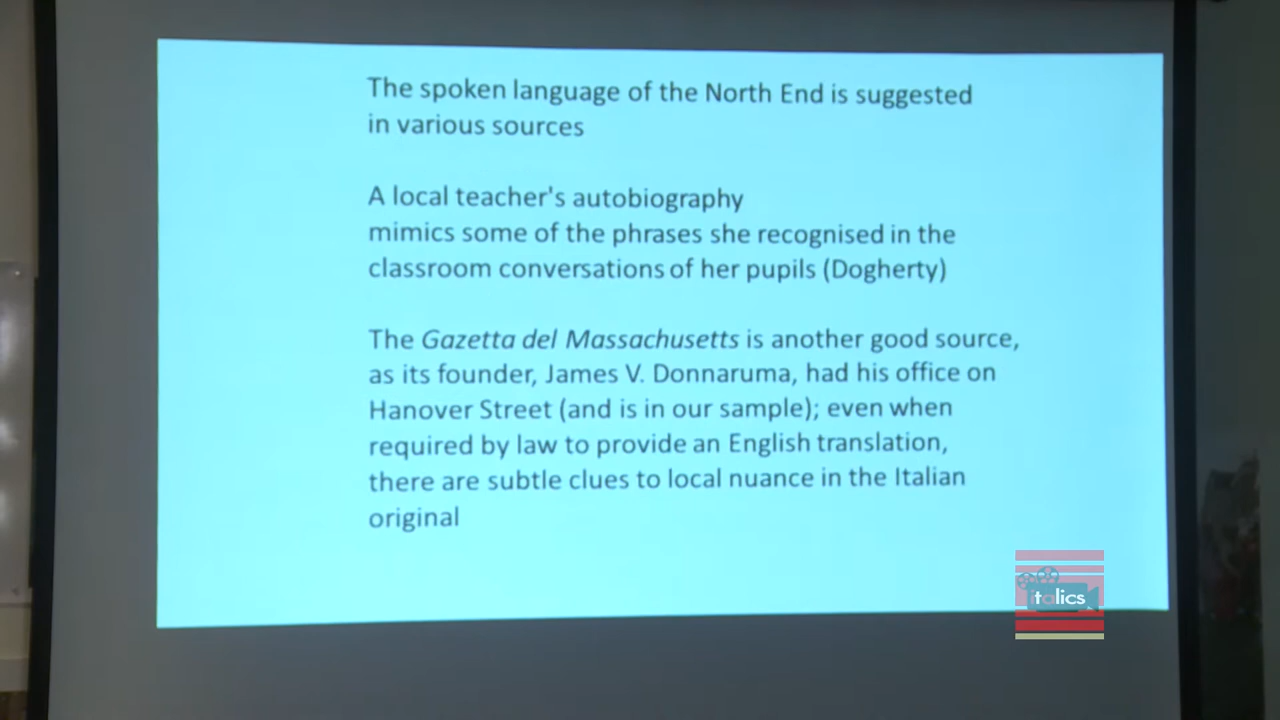 The spoken language of the North End is suggested
in various sources
A local teacher's autobiography
mimics some of the phrases she recognised in the
classroom conversations of her pupils (Dogherty)
The Gazetta del Massachusetts is another good source,
as its founder, James V. Donnaruma, had his office on
Hanover Street (and is in our sample); even when
required by law to provide an English translation,
there are subtle clues to local nuance in the Italian
original
italics